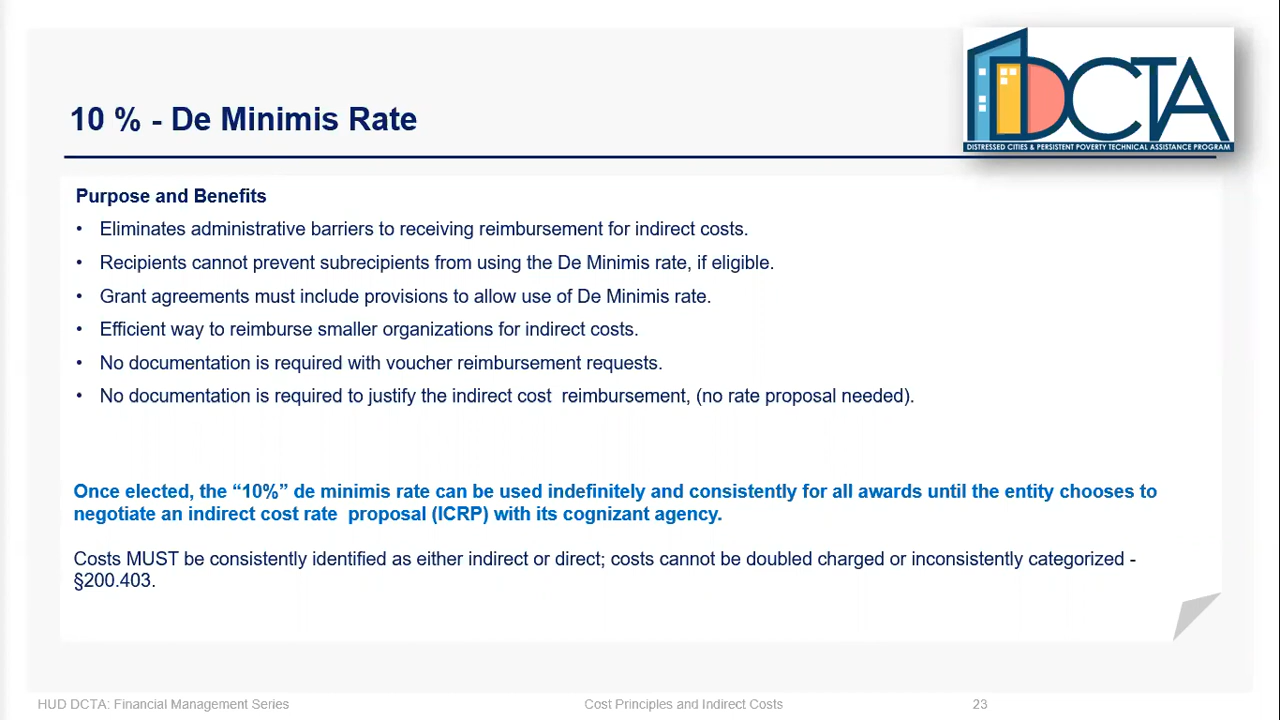 DCTA
DISTRESSED CITIES & PERSISTENT POVERTY TECHNICAL ASSISTANCE PROGRAM
10 % - De Minimis Rate
Purpose and Benefits
• Eliminates administrative barriers to receiving reimbursement for indirect costs.
• Recipients cannot prevent subrecipients from using the De Minimis rate, if eligible.
• Grant agreements must include provisions to allow use of De Minimis rate.
• Efficient way to reimburse smaller organizations for indirect costs.
• No documentation is required with voucher reimbursement requests.
• No documentation is required to justify the indirect cost  reimbursement, (no rate proposal needed).
Once elected, the “10%” de minimis rate can be used indefinitely and consistently for all awards until the entity chooses to
negotiate an indirect cost rate  proposal (ICRP) with its cognizant agency.
Costs MUST be consistently identified as either indirect or direct; costs cannot be doubled charged or inconsistently categorized -
§200.403.
HUD DCTA: Financial Management Series
Cost Principles and Indirect Costs
23